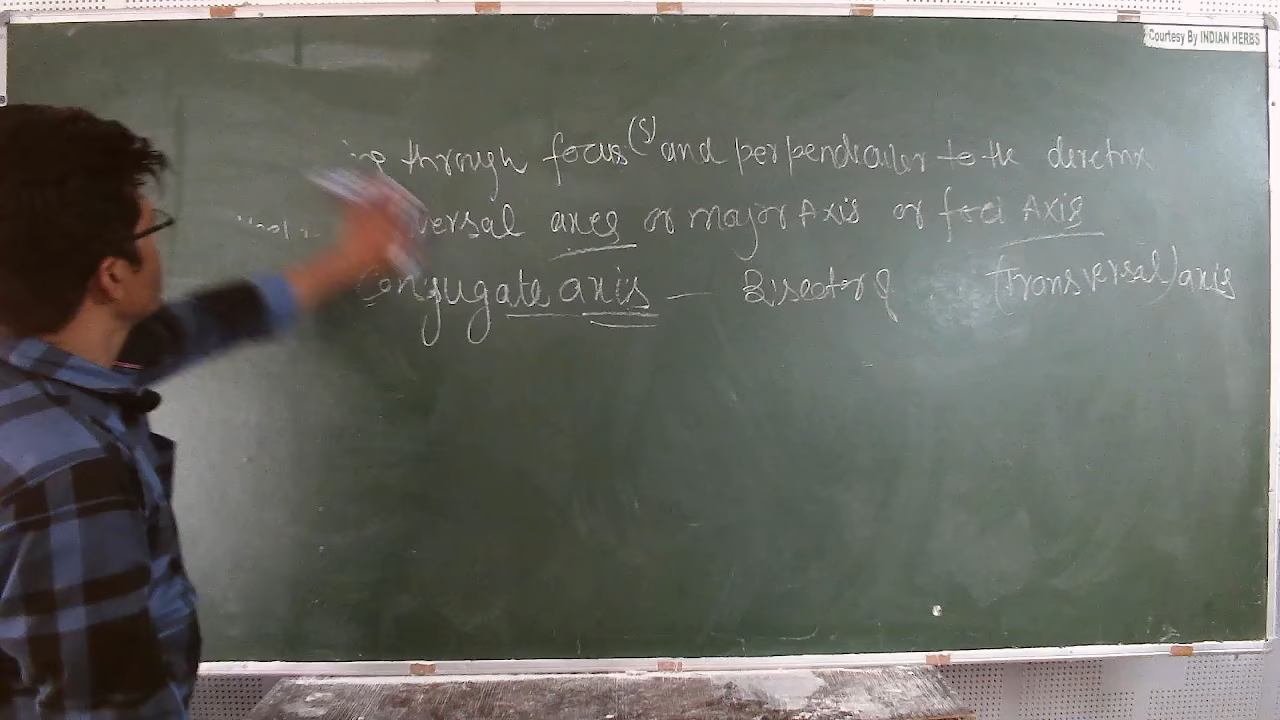 Courtesy By INDIAN HERBS
through focus(S) and perpendicular to the directrix
versal axes or major Axis or focl Axis
Conjugate axis — Bisector of (transversal) axis